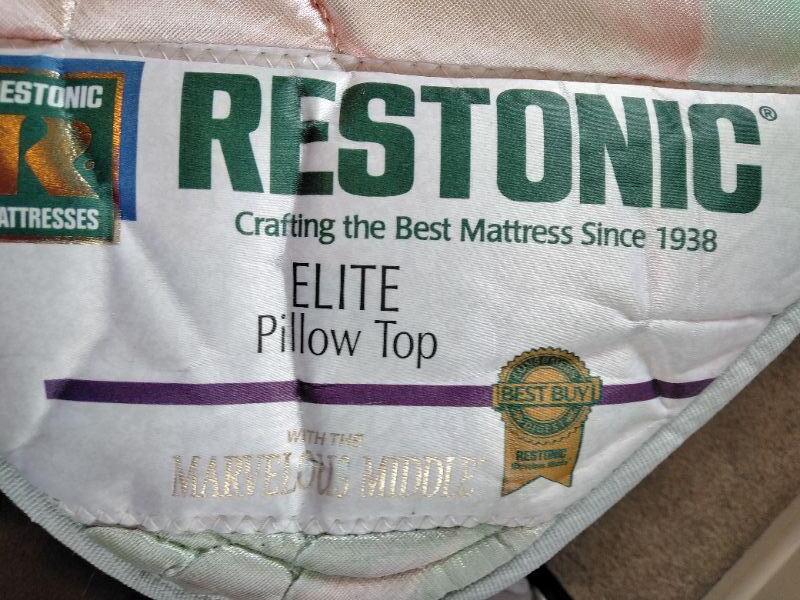 ESTONIC
R
ATTRESSES
RESTONIC®
Crafting the Best Mattress Since 1938
ELITE
Pillow Top
BEST BUY
DIGEST
RESTONIC
WITH THE
MARVELOUS MIDDLE